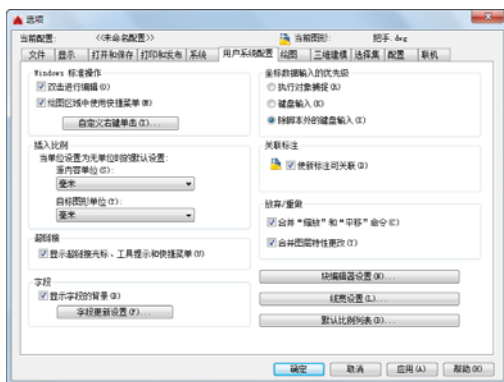 选项
当前配置: <<未命名配置>> 当前图形: 把手.dwg
文件 显示 打开和保存 打印和发布 系统 用户系统配置 绘图 三维建模 选择集 配置 联机
Windows 标准操作
双击进行编辑(O)
绘图区域中使用快捷菜单(M)
自定义右键单击(I)...
插入比例
当单位设置为无单位时的默认设置:
源内容单位(S):
毫米
目标图形单位(T):
毫米
超链接
显示超链接光标、工具提示和快捷菜单(Y)
字段
显示字段的背景(B)
字段更新设置(F)...
坐标数据输入的优先级
执行对象捕捉(R)
键盘输入(K)
除脚本外的键盘输入(X)
关联标注
使新标注可关联(D)
放弃/重做
合并“缩放”和“平移”命令(C)
合并图层特性更改(Y)
块编辑器设置(N)...
线宽设置(L)...
默认比例列表(D)...
确定 取消 应用(A) 帮助(H)